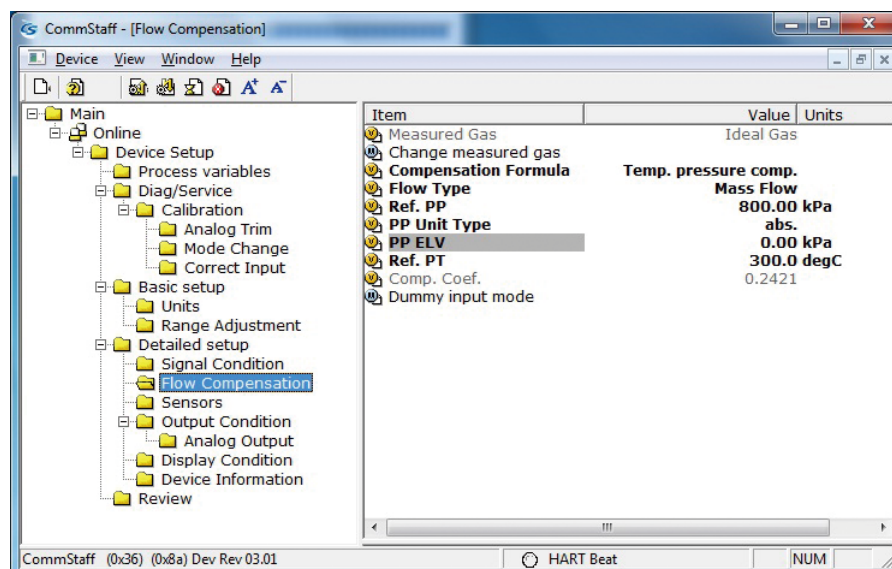 CommStaff - [Flow Compensation]
Device View Window Help
Main
Online
Device Setup
Process variables
Diag/Service
Calibration
Analog Trim
Mode Change
Correct Input
Basic setup
Units
Range Adjustment
Detailed setup
Signal Condition
Flow Compensation
Sensors
Output Condition
Analog Output
Display Condition
Device Information
Review
Item Value Units
Measured Gas Ideal Gas
Change measured gas
Compensation Formula Temp. pressure comp.
Flow Type Mass Flow
Ref. PP 800.00 kPa
PP Unit Type abs.
PP ELV 0.00 kPa
Ref. PT 300.0 degC
Comp. Coef. 0.2421
Dummy input mode
CommStaff (0x36) (0x8a) Dev Rev 03.01 HART Beat NUM